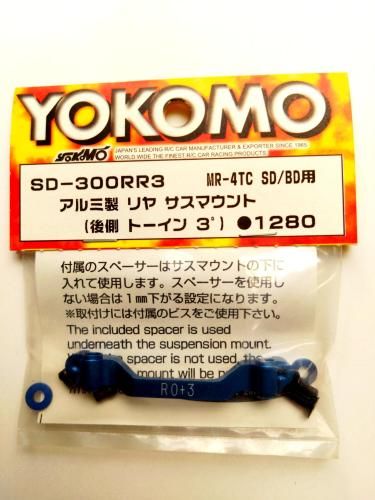 YOKOMO
YOKOMO
JAPAN'S LEADING R/C CAR MANUFACTURER & EXPORTER SINCE 1965
WORLD WIDE THE FINEST R/C CAR RACING PRODUCTS.
SD-300RR3 MR-4TC SD/BD用
アルミ製 リヤ サスマウント
(後側 トーイン 3°) ●1280
付属のスペーサーはサスマウントの下に
入れて使用します。スペーサーを使用し
ない場合は1mm下がる設定になります。
※取付けには付属のビスをご使用下さい。
The included spacer is used
underneath the suspension mount.
spacer is not used, the
mount will be
R0+3